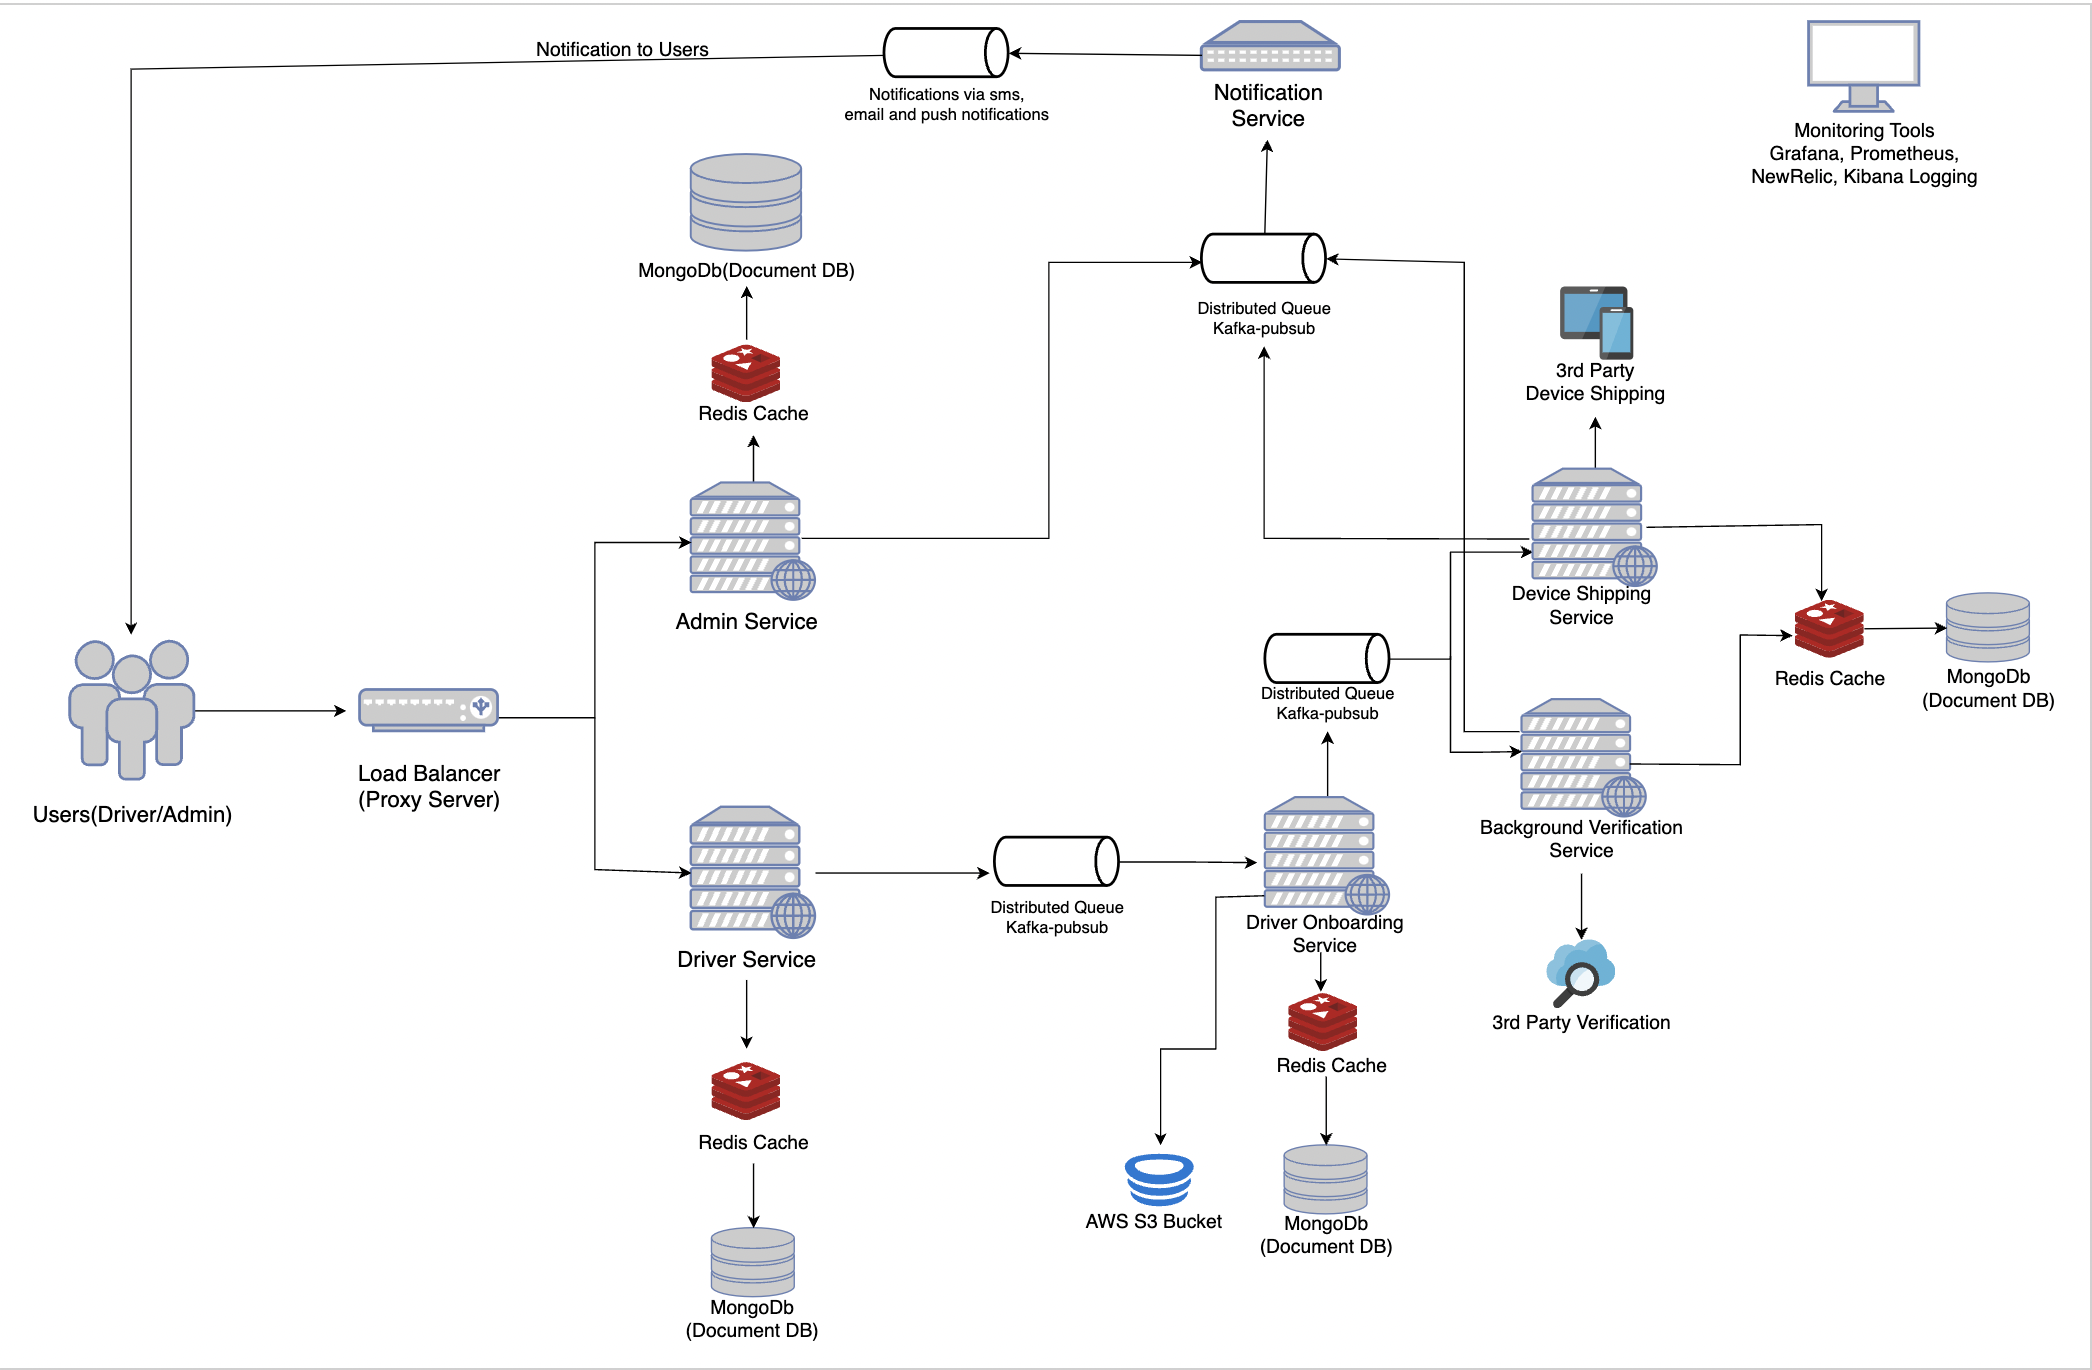 Notification to Users
Notifications via sms,
email and push notifications
Notification
Service
Monitoring Tools
Grafana, Prometheus,
NewRelic, Kibana Logging
MongoDb(Document DB)
Distributed Queue
Kafka-pubsub
3rd Party
Device Shipping
Redis Cache
Admin Service
Device Shipping
Service
Redis Cache
MongoDb
(Document DB)
Distributed Queue
Kafka-pubsub
Load Balancer
(Proxy Server)
Users(Driver/Admin)
Background Verification
Service
Distributed Queue
Kafka-pubsub
Driver Onboarding
Service
Driver Service
3rd Party Verification
Redis Cache
Redis Cache
AWS S3 Bucket
MongoDb
(Document DB)
MongoDb
(Document DB)